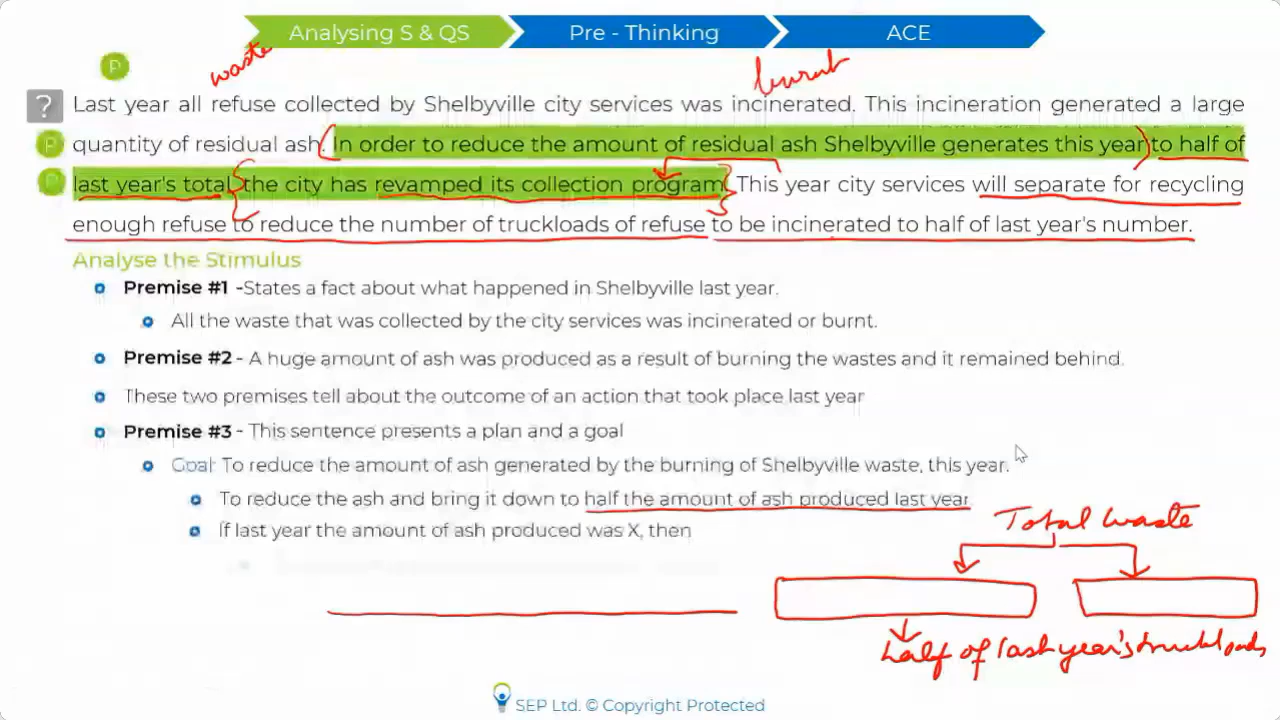 Analysing S & QS Pre - Thinking ACE
waste
P
burnt
? Last year all refuse collected by Shelbyville city services was incinerated. This incineration generated a large
P quantity of residual ash. In order to reduce the amount of residual ash Shelbyville generates this year to half of
P last year's total, the city has revamped its collection program. This year city services will separate for recycling
enough refuse to reduce the number of truckloads of refuse to be incinerated to half of last year's number.
Analyse the Stimulus
Premise #1 -States a fact about what happened in Shelbyville last year.
All the waste that was collected by the city services was incinerated or burnt.
Premise #2 - A huge amount of ash was produced as a result of burning the wastes and it remained behind.
These two premises tell about the outcome of an action that took place last year
Premise #3 - This sentence presents a plan and a goal
Goal: To reduce the amount of ash generated by the burning of Shelbyville waste, this year.
To reduce the ash and bring it down to half the amount of ash produced last year.
If last year the amount of ash produced was X, then
Total waste
half of last year's truckloads
SEP Ltd. © Copyright Protected